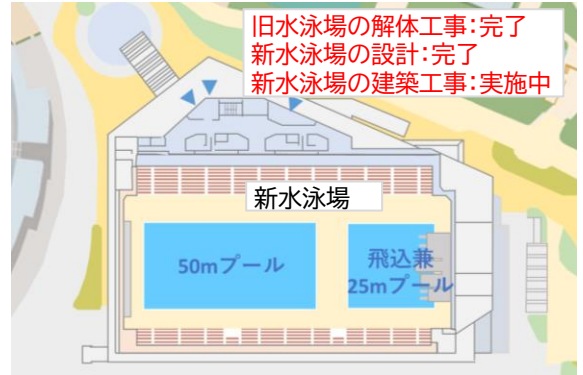 旧水泳場の解体工事：完了
新水泳場の設計：完了
新水泳場の建築工事：実施中
新水泳場
50mプール
飛込兼
25mプール